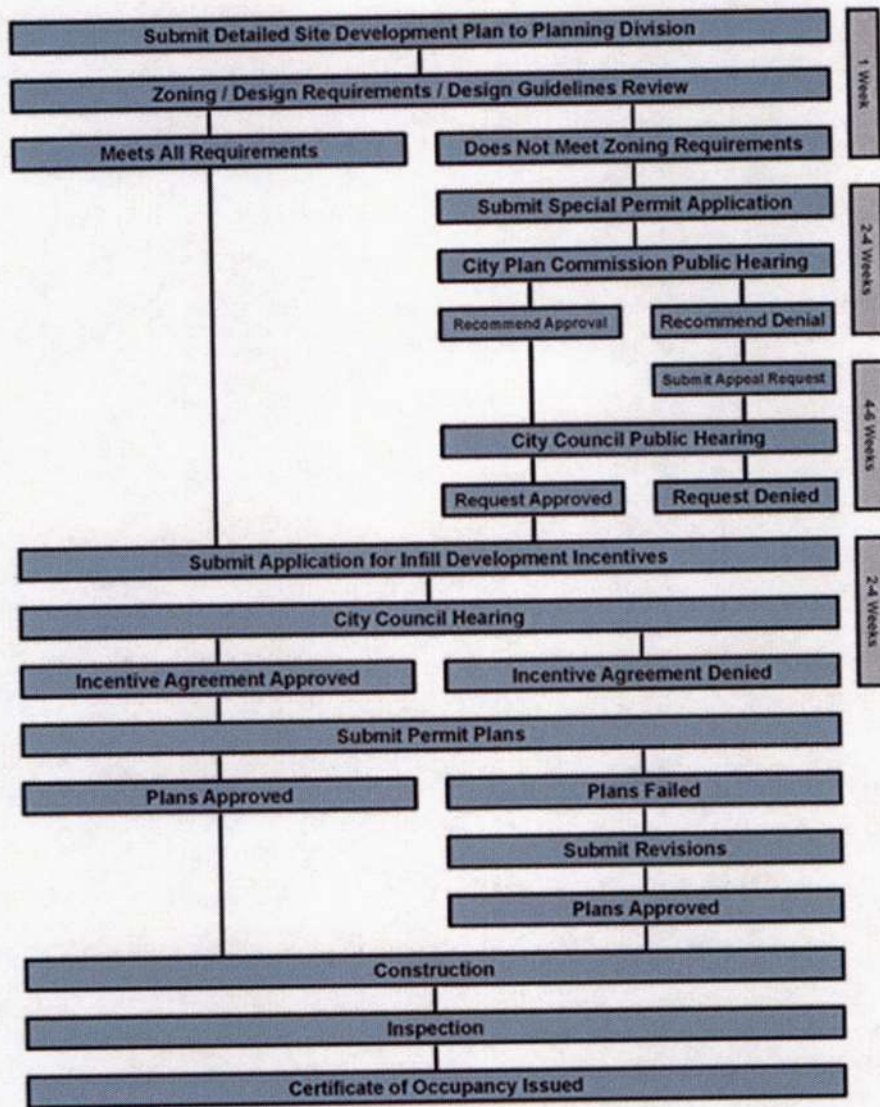 Submit Detailed Site Development Plan to Planning Division
Zoning / Design Requirements / Design Guidelines Review
1 Week
Meets All Requirements
Does Not Meet Zoning Requirements
Submit Special Permit Application
2-4 Weeks
City Plan Commission Public Hearing
Recommend Approval
Recommend Denial
Submit Appeal Request
4-6 Weeks
City Council Public Hearing
Request Approved
Request Denied
Submit Application for Infill Development Incentives
2-4 Weeks
City Council Hearing
Incentive Agreement Approved
Incentive Agreement Denied
Submit Permit Plans
Plans Approved
Plans Failed
Submit Revisions
Plans Approved
Construction
Inspection
Certificate of Occupancy Issued